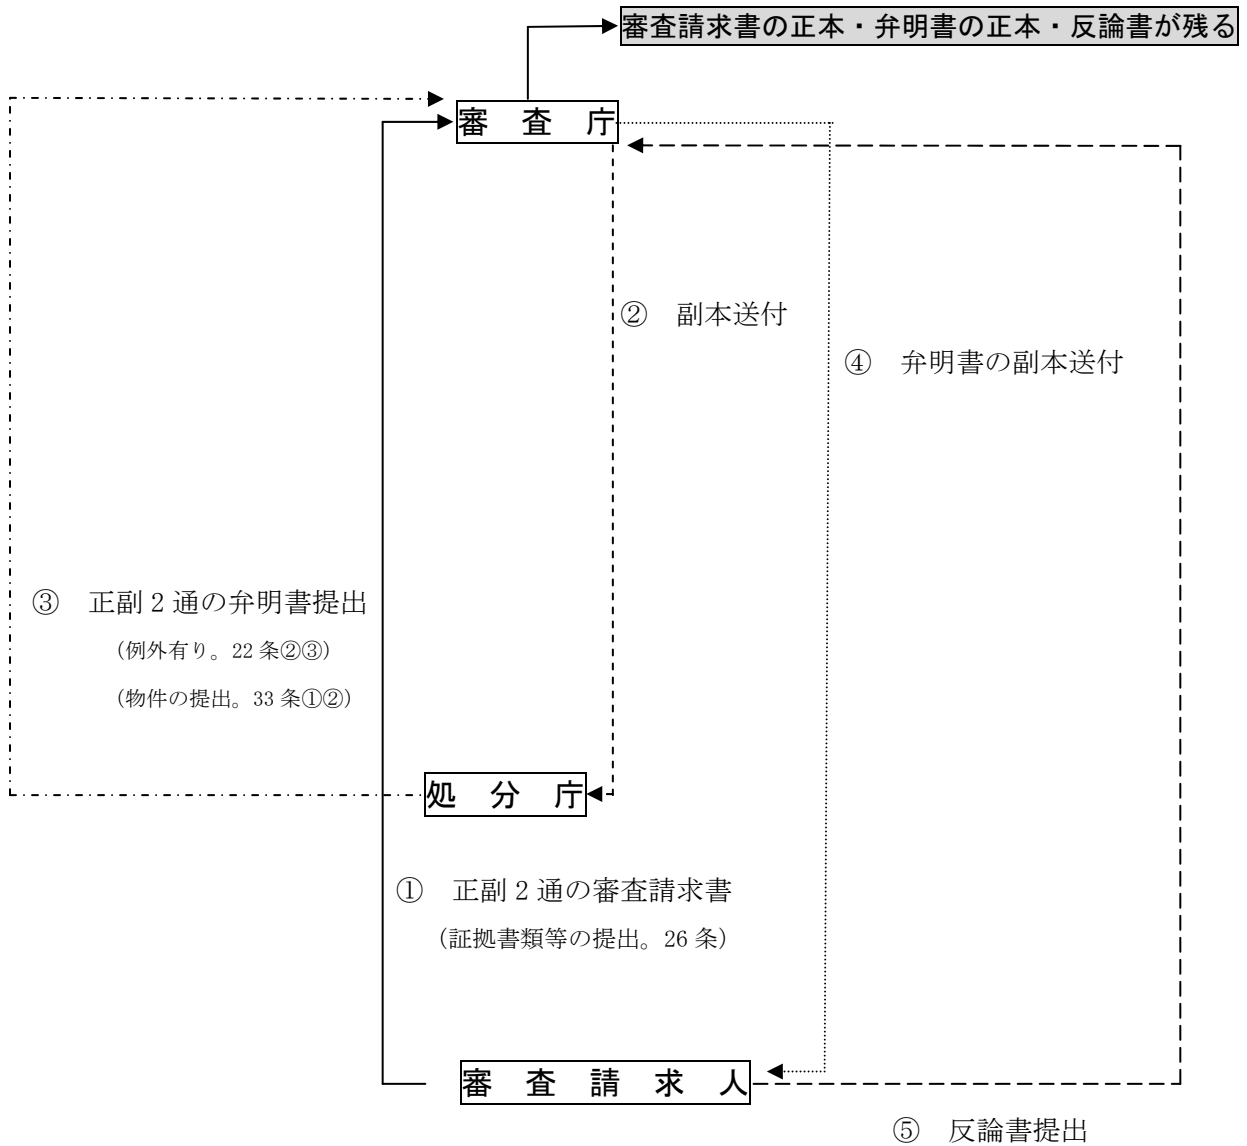 審査請求書の正本・弁明書の正本・反論書が残る
審 査 庁
② 副本送付
④ 弁明書の副本送付
③ 正副２通の弁明書提出
（例外有り。22 条②③）
（物件の提出。33 条①②）
処 分 庁
① 正副２通の審査請求書
（証拠書類等の提出。26 条）
審 査 請 求 人
⑤ 反論書提出